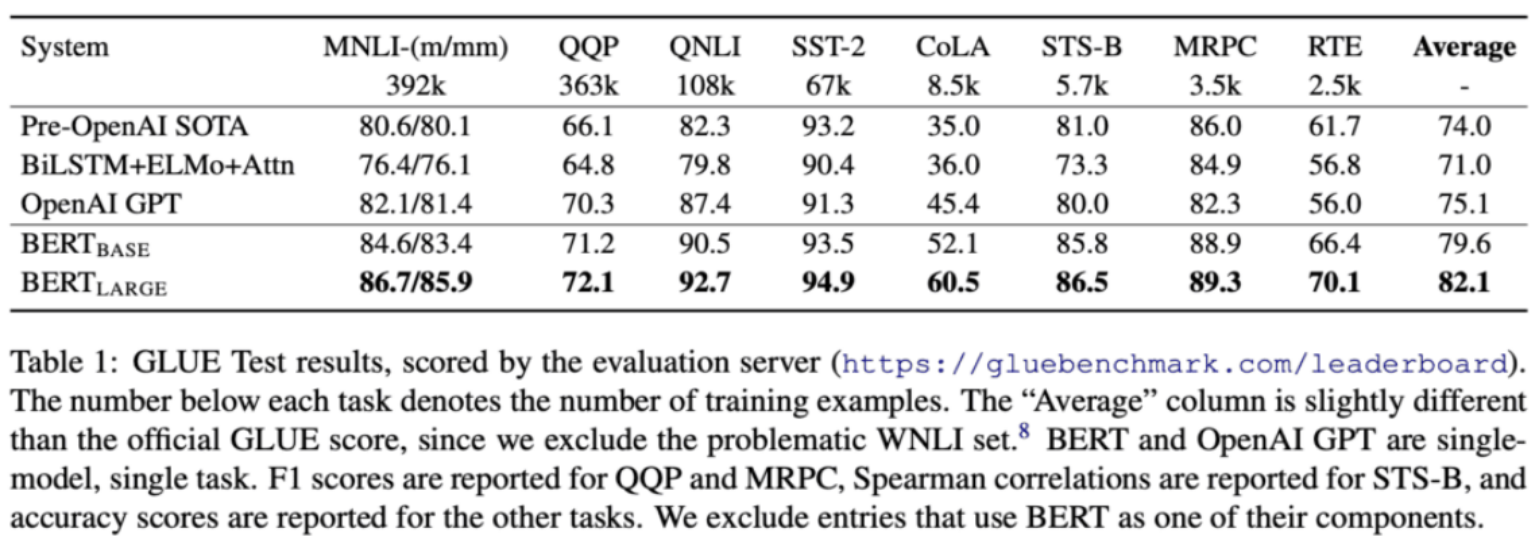 System MNLI-(m/mm) QQP QNLI SST-2 CoLA STS-B MRPC RTE Average
392k 363k 108k 67k 8.5k 5.7k 3.5k 2.5k -
Pre-OpenAI SOTA 80.6/80.1 66.1 82.3 93.2 35.0 81.0 86.0 61.7 74.0
BiLSTM+ELMo+Attn 76.4/76.1 64.8 79.8 90.4 36.0 73.3 84.9 56.8 71.0
OpenAI GPT 82.1/81.4 70.3 87.4 91.3 45.4 80.0 82.3 56.0 75.1
BERTBASE 84.6/83.4 71.2 90.5 93.5 52.1 85.8 88.9 66.4 79.6
BERTLARGE 86.7/85.9 72.1 92.7 94.9 60.5 86.5 89.3 70.1 82.1
Table 1: GLUE Test results, scored by the evaluation server (https://gluebenchmark.com/leaderboard).
The number below each task denotes the number of training examples. The “Average” column is slightly different
than the official GLUE score, since we exclude the problematic WNLI set.8 BERT and OpenAI GPT are single-
model, single task. F1 scores are reported for QQP and MRPC, Spearman correlations are reported for STS-B, and
accuracy scores are reported for the other tasks. We exclude entries that use BERT as one of their components.